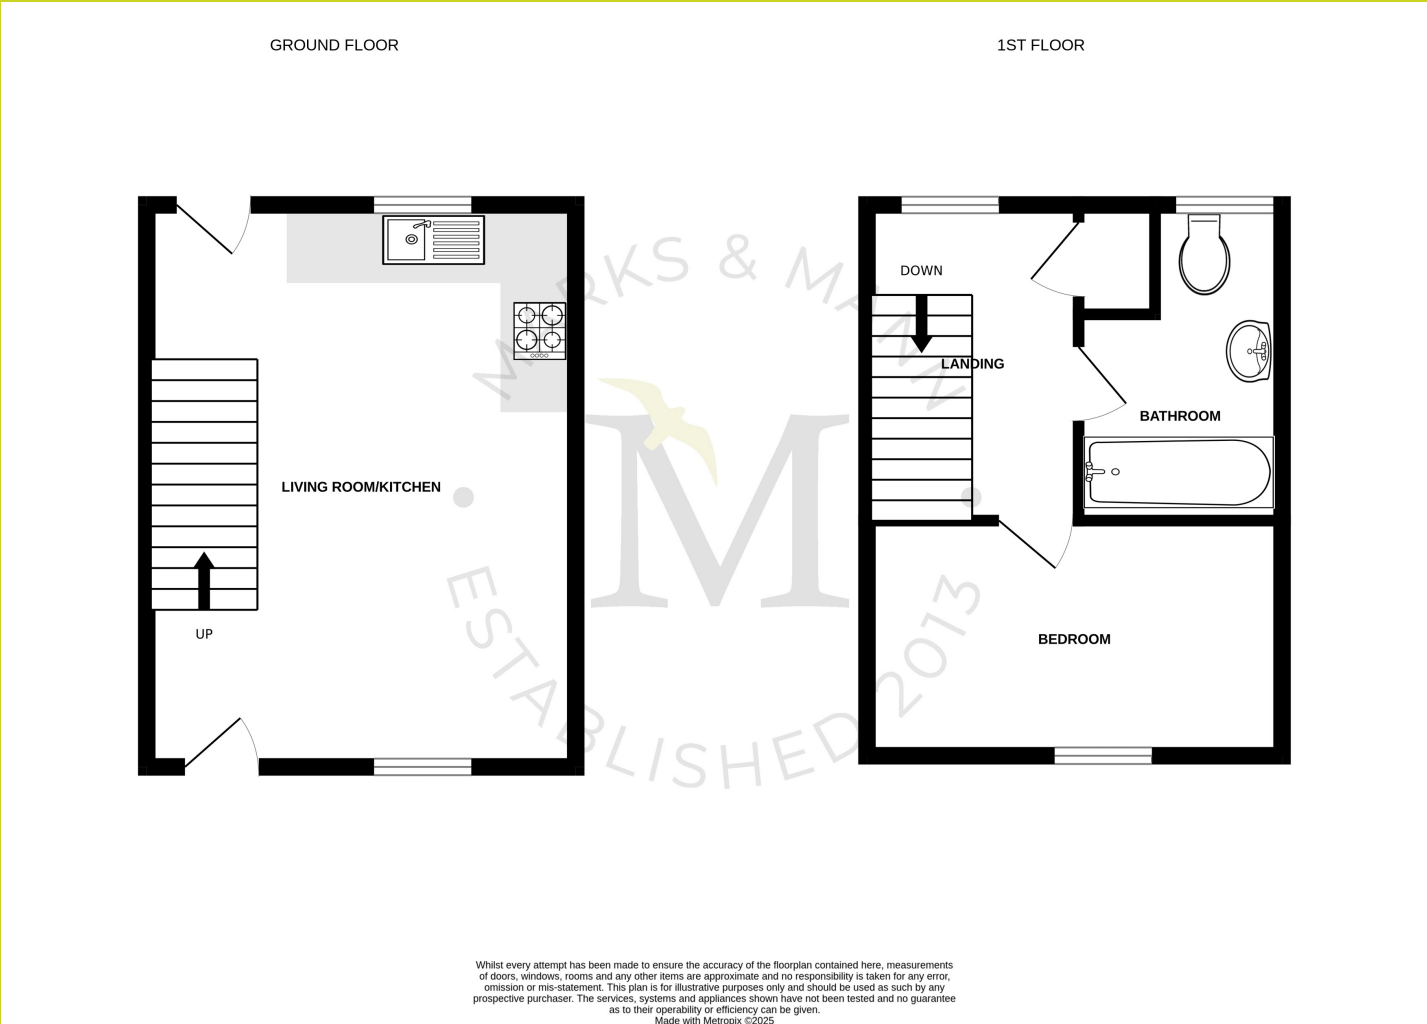 GROUND FLOOR
1ST FLOOR
DOWN
LANDING
BATHROOM
LIVING ROOM/KITCHEN
UP
BEDROOM
MARKS & MANN
M
ESTABLISHED 2013
Whilst every attempt has been made to ensure the accuracy of the floorplan contained here, measurements
of doors, windows, rooms and any other items are approximate and no responsibility is taken for any error,
omission or mis-statement. This plan is for illustrative purposes only and should be used as such by any
prospective purchaser. The services, systems and appliances shown have not been tested and no guarantee
as to their operability or efficiency can be given.
Made with Metropix ©2025